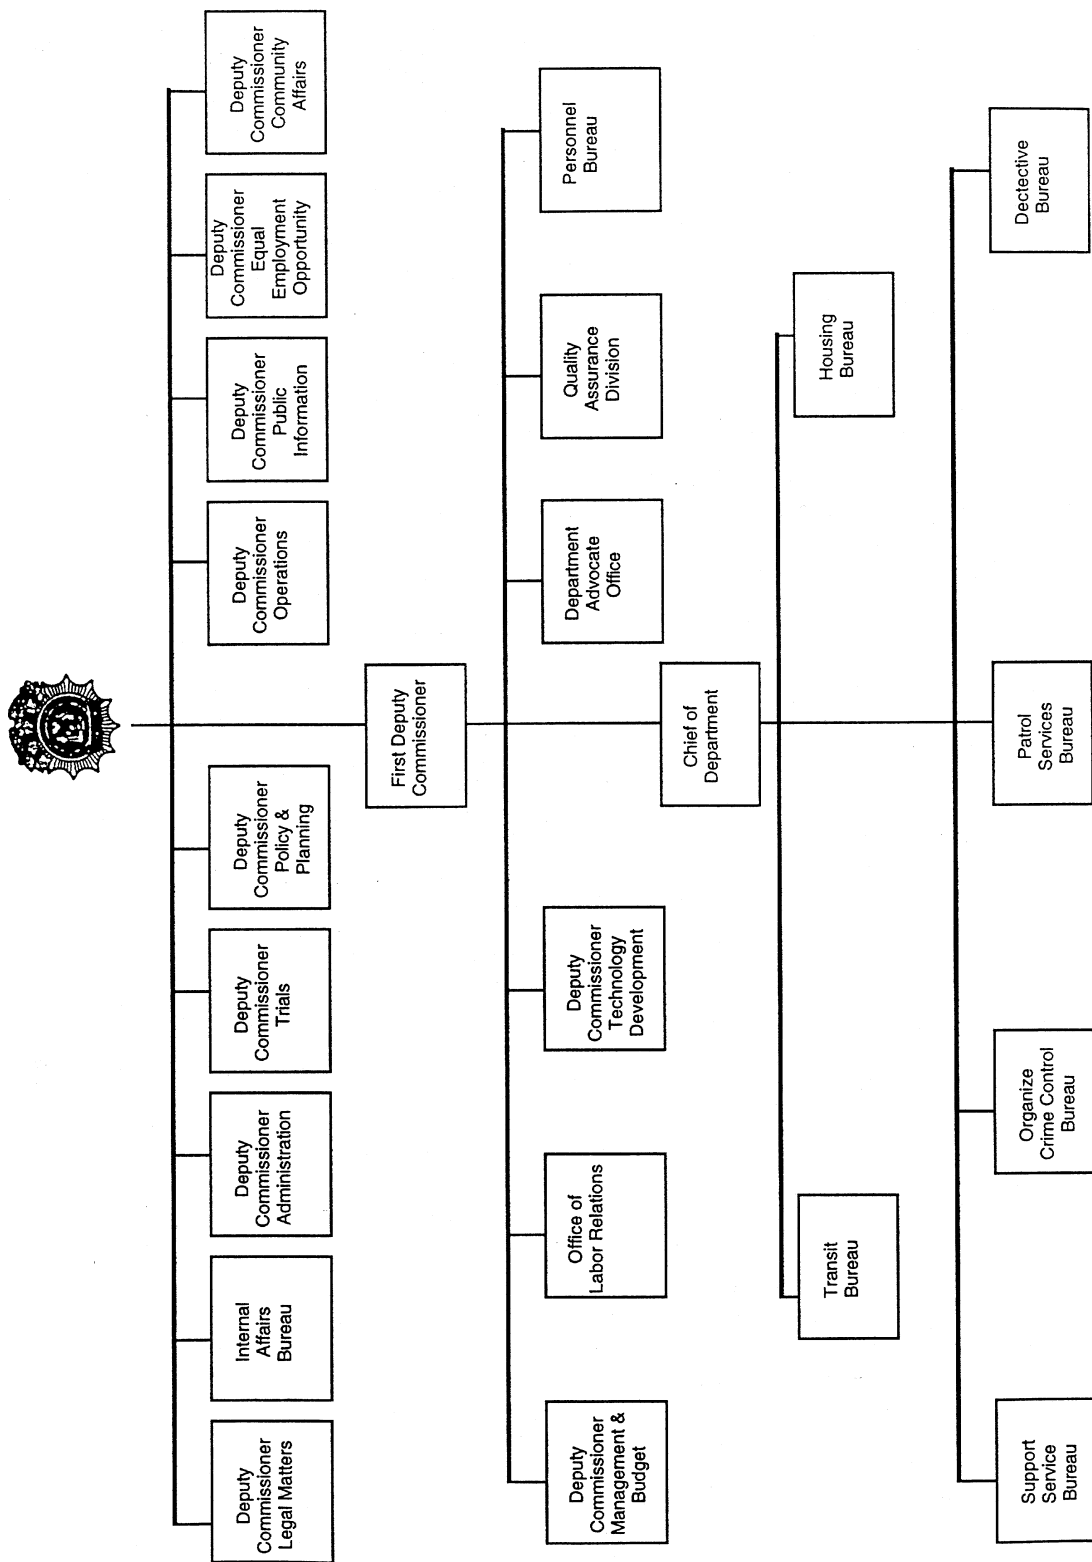 Deputy
Commissioner
Legal Matters
Internal
Affairs
Bureau
Deputy
Commissioner
Administration
Deputy
Commissioner
Trials
Deputy
Commissioner
Policy &
Planning
Deputy
Commissioner
Operations
Deputy
Commissioner
Public
Information
Deputy
Commissioner
Equal
Employment
Opportunity
Deputy
Commissioner
Community
Affairs
First Deputy
Commissioner
Deputy
Commissioner
Management &
Budget
Office of
Labor Relations
Deputy
Commissioner
Technology
Development
Department
Advocate
Office
Quality
Assurance
Division
Personnel
Bureau
Chief of
Department
Transit
Bureau
Housing
Bureau
Support
Service
Bureau
Organize
Crime Control
Bureau
Patrol
Services
Bureau
Dectective
Bureau